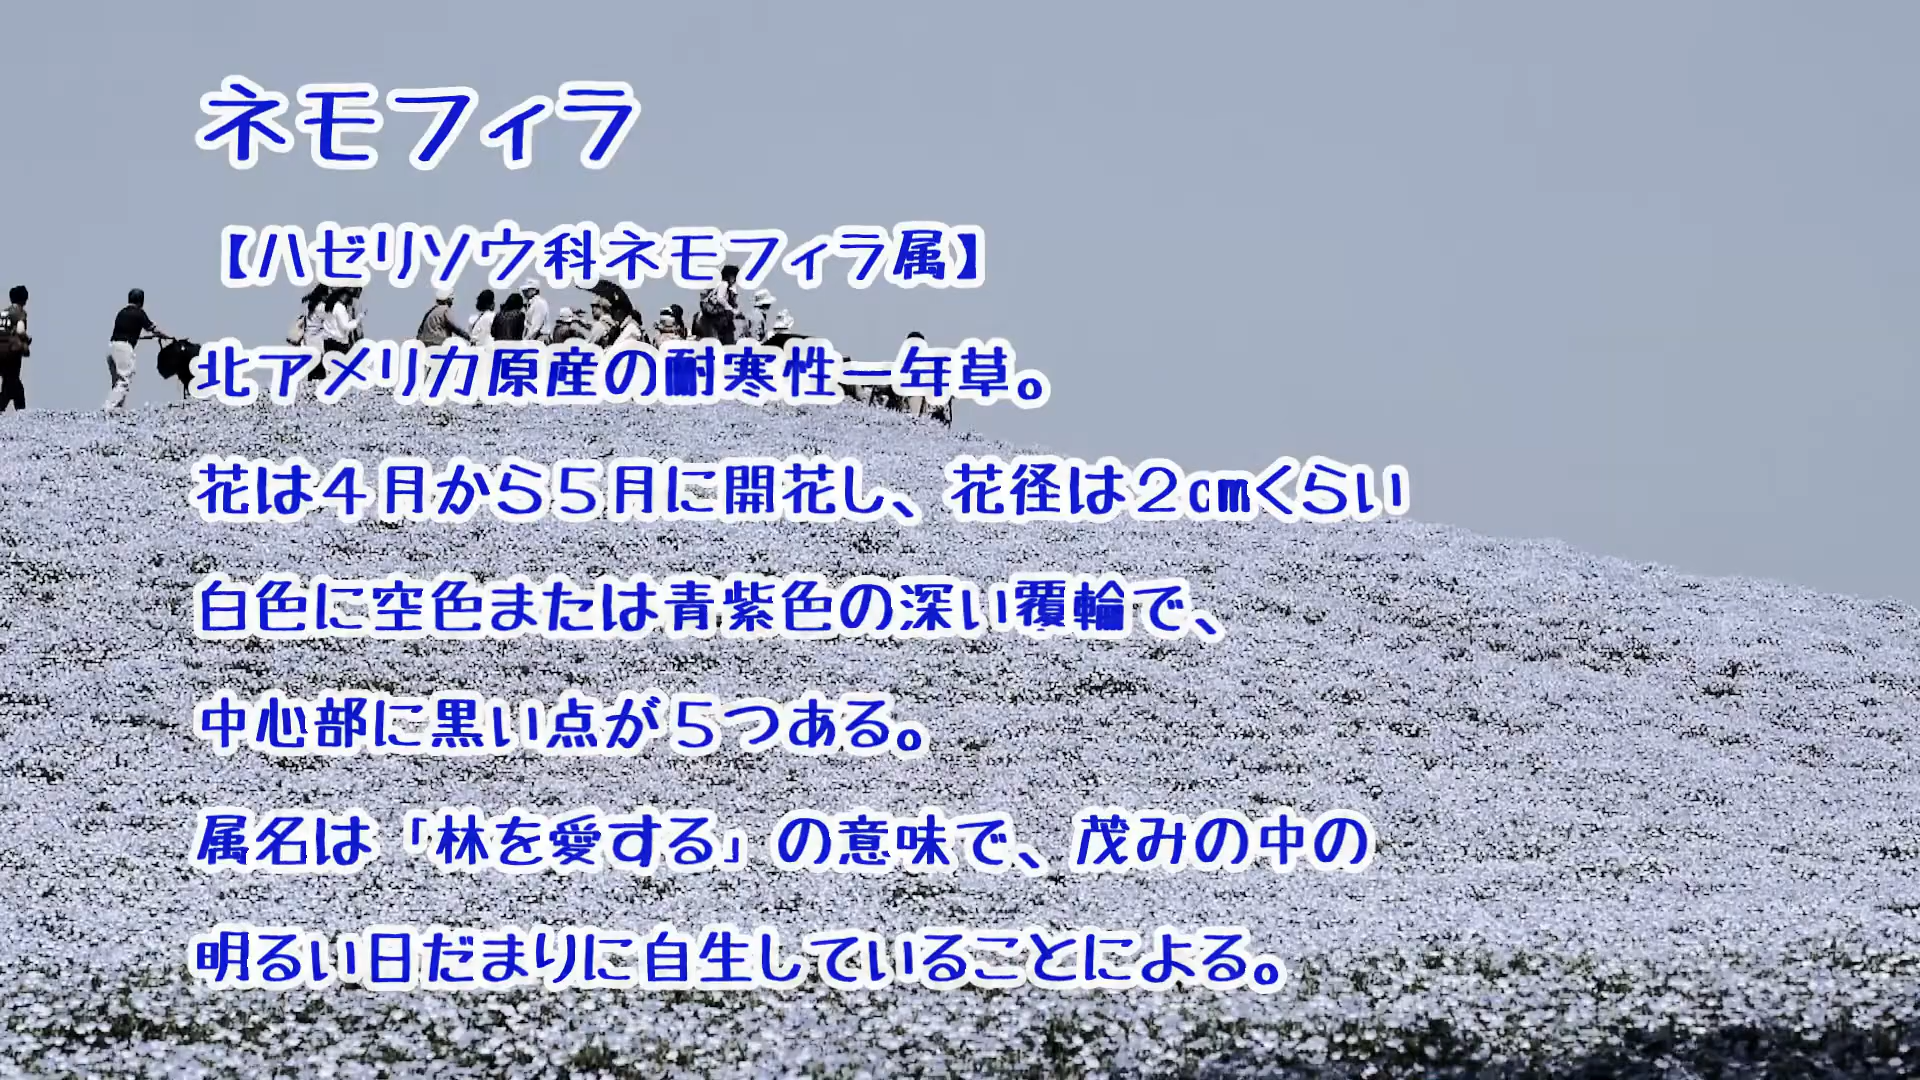 ネモフィラ
【ハゼリソウ科ネモフィラ属】
北アメリカ原産の耐寒性一年草。
花は４月から５月に開花し、花径は２cmくらい
白色に空色または青紫色の深い覆輪で、
中心部に黒い点が５つある。
属名は「林を愛する」の意味で、茂みの中の
明るい日だまりに自生していることによる。